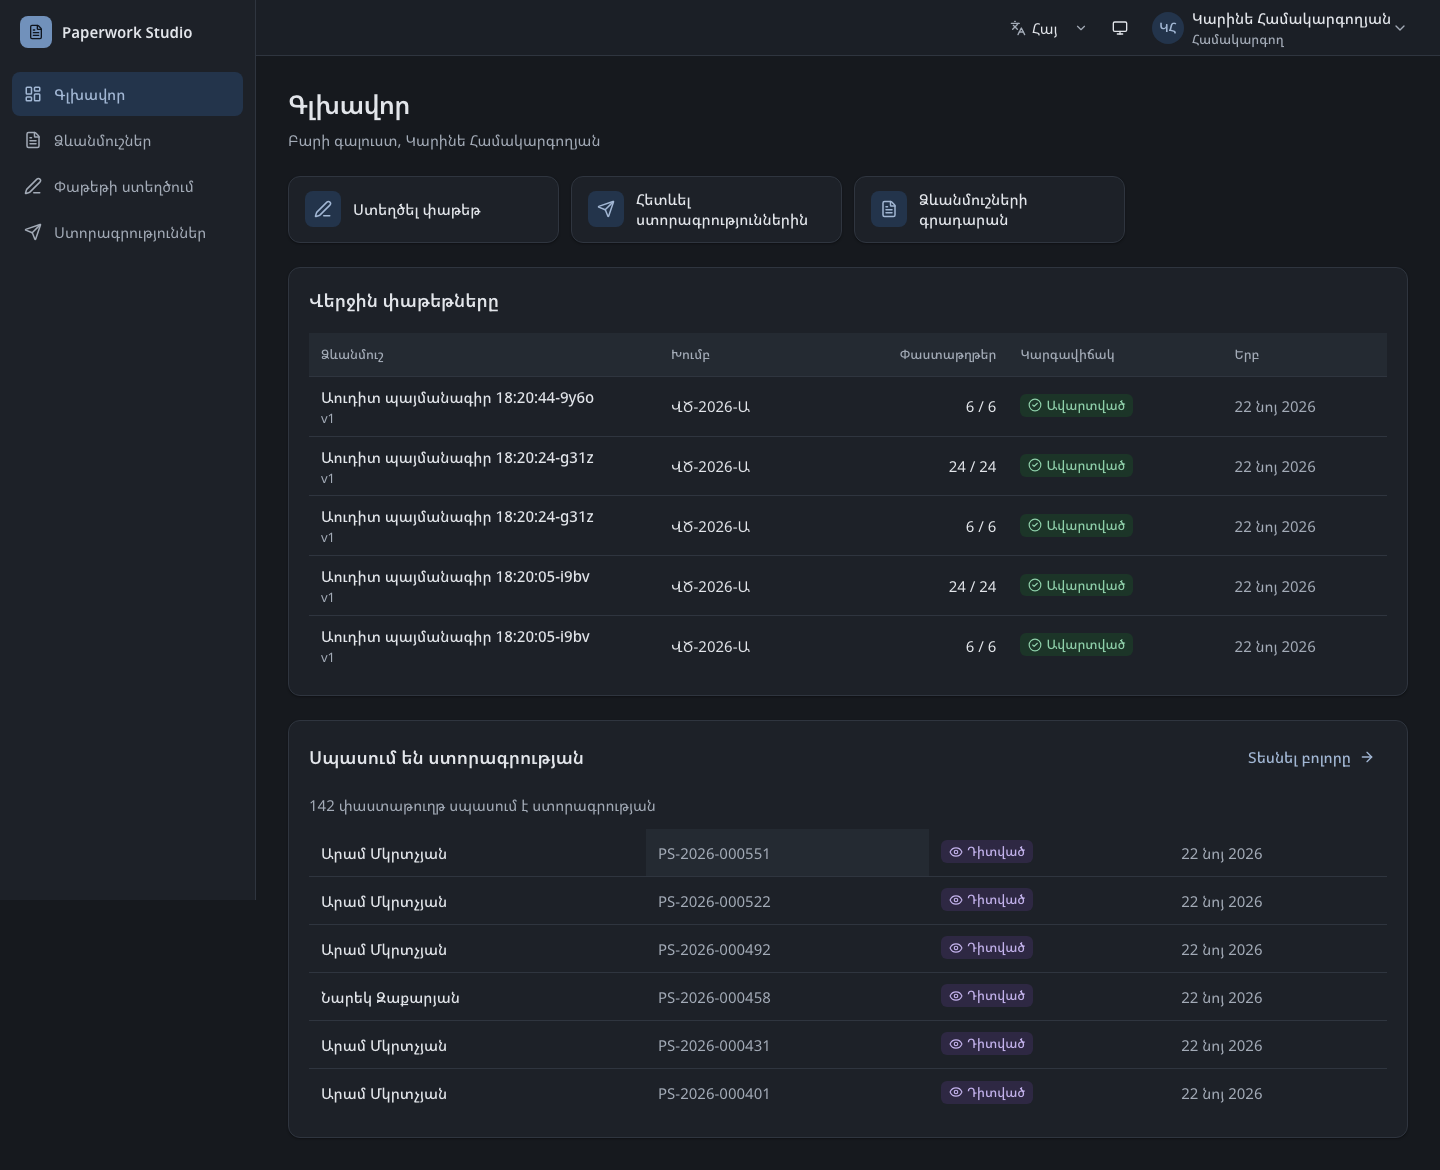 Paperwork Studio
Հայ
ԿՀ
Կարինե Համակարգողյան
Համակարգող
Գլխավոր
Ձևանմուշներ
Փաթեթի ստեղծում
Ստորագրություններ
Գլխավոր
Բարի գալուստ, Կարինե Համակարգողյան
Ստեղծել փաթեթ
Հետևել
ստորագրություններին
Ձևանմուշների
գրադարան
Վերջին փաթեթները
Ձևանմուշ Խումբ Փաստաթղթեր Կարգավիճակ Երբ
Աուդիտ պայմանագիր 18:20:44-9y6o
v1
ՎԾ-2026-Ա 6 / 6 Ավարտված 22 նոյ 2026
Աուդիտ պայմանագիր 18:20:24-g31z
v1
ՎԾ-2026-Ա 24 / 24 Ավարտված 22 նոյ 2026
Աուդիտ պայմանագիր 18:20:24-g31z
v1
ՎԾ-2026-Ա 6 / 6 Ավարտված 22 նոյ 2026
Աուդիտ պայմանագիր 18:20:05-i9bv
v1
ՎԾ-2026-Ա 24 / 24 Ավարտված 22 նոյ 2026
Աուդիտ պայմանագիր 18:20:05-i9bv
v1
ՎԾ-2026-Ա 6 / 6 Ավարտված 22 նոյ 2026
Սպասում են ստորագրության
Տեսնել բոլորը
142 փաստաթուղթ սպասում է ստորագրության
Արամ Մկրտչյան PS-2026-000551 Դիտված 22 նոյ 2026
Արամ Մկրտչյան PS-2026-000522 Դիտված 22 նոյ 2026
Արամ Մկրտչյան PS-2026-000492 Դիտված 22 նոյ 2026
Նարեկ Զաքարյան PS-2026-000458 Դիտված 22 նոյ 2026
Արամ Մկրտչյան PS-2026-000431 Դիտված 22 նոյ 2026
Արամ Մկրտչյան PS-2026-000401 Դիտված 22 նոյ 2026